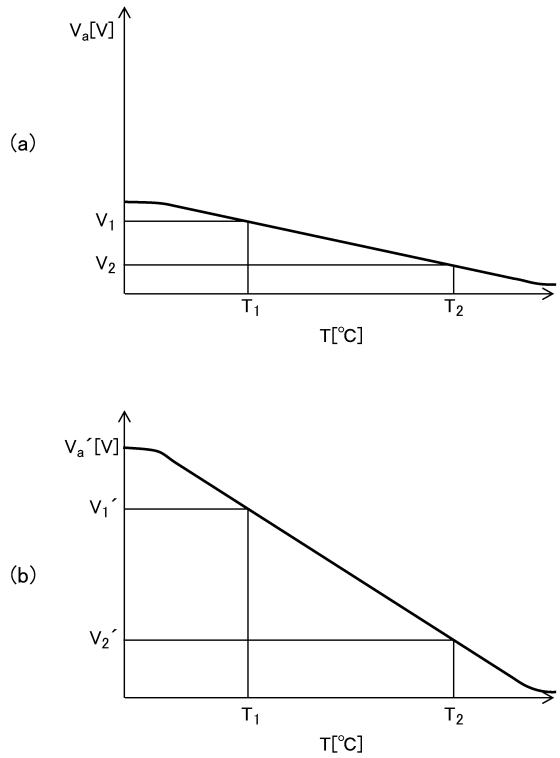 Va[V]
(a)
V1
V2
T1 T2
T[℃]
Va´[V]
V1´
(b)
V2´
T1 T2
T[℃]